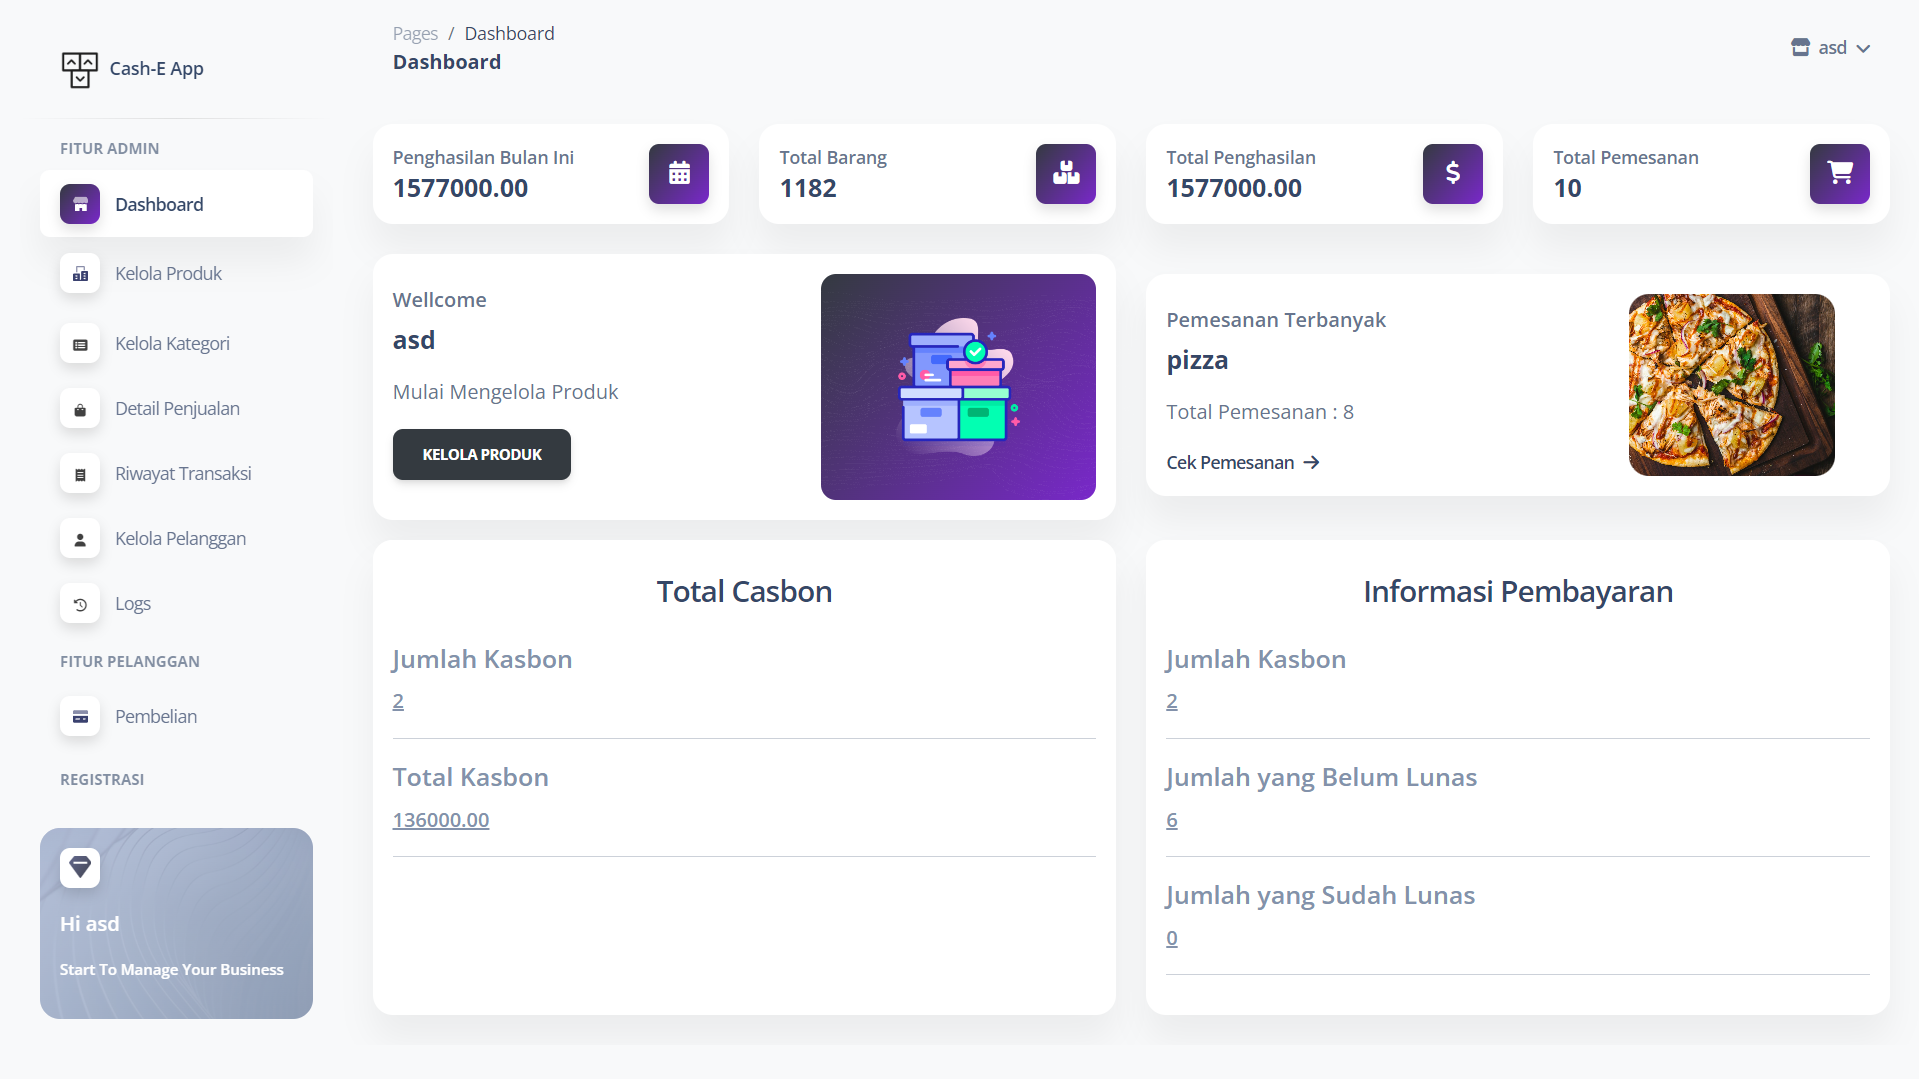 Cash-E App
FITUR ADMIN
Dashboard
Kelola Produk
Kelola Kategori
Detail Penjualan
Riwayat Transaksi
Kelola Pelanggan
Logs
FITUR PELANGGAN
Pembelian
REGISTRASI
Hi asd
Start To Manage Your Business
Pages / Dashboard
Dashboard
asd
Penghasilan Bulan Ini
1577000.00
Total Barang
1182
Total Penghasilan
1577000.00
Total Pemesanan
10
Wellcome
asd
Mulai Mengelola Produk
KELOLA PRODUK
Pemesanan Terbanyak
pizza
Total Pemesanan : 8
Cek Pemesanan
Total Casbon
Jumlah Kasbon
2
Total Kasbon
136000.00
Informasi Pembayaran
Jumlah Kasbon
2
Jumlah yang Belum Lunas
6
Jumlah yang Sudah Lunas
0